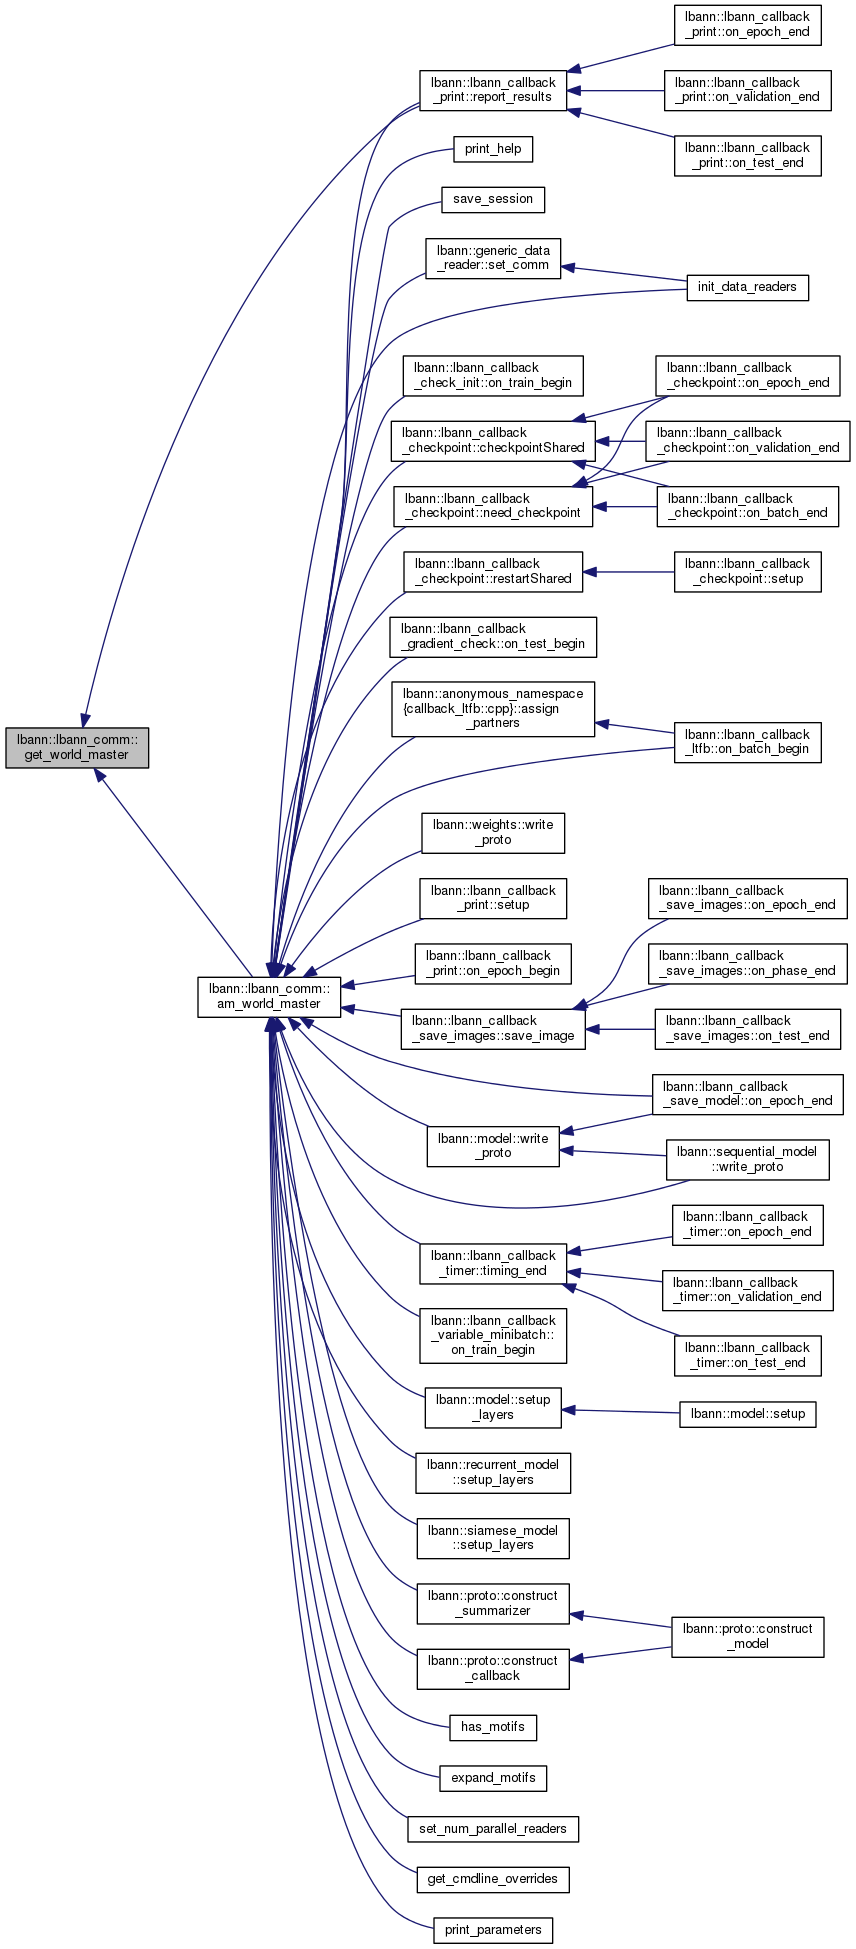 lbann::lbann_callback
_print::on_epoch_end
lbann::lbann_callback
_print::report_results
lbann::lbann_callback
_print::on_validation_end
lbann::lbann_callback
_print::on_test_end
print_help
save_session
lbann::generic_data
_reader::set_comm
init_data_readers
lbann::lbann_callback
_check_init::on_train_begin
lbann::lbann_callback
_checkpoint::on_epoch_end
lbann::lbann_callback
_checkpoint::checkpointShared
lbann::lbann_callback
_checkpoint::on_validation_end
lbann::lbann_callback
_checkpoint::need_checkpoint
lbann::lbann_callback
_checkpoint::on_batch_end
lbann::lbann_callback
_checkpoint::restartShared
lbann::lbann_callback
_checkpoint::setup
lbann::lbann_callback
_gradient_check::on_test_begin
lbann::anonymous_namespace
{callback_ltfb::cpp}::assign
_partners
lbann::lbann_callback
_ltfb::on_batch_begin
lbann::lbann_comm::
get_world_master
lbann::weights::write
_proto
lbann::lbann_callback
_print::setup
lbann::lbann_callback
_save_images::on_epoch_end
lbann::lbann_callback
_print::on_epoch_begin
lbann::lbann_callback
_save_images::on_phase_end
lbann::lbann_comm::
am_world_master
lbann::lbann_callback
_save_images::save_image
lbann::lbann_callback
_save_images::on_test_end
lbann::lbann_callback
_save_model::on_epoch_end
lbann::model::write
_proto
lbann::sequential_model
::write_proto
lbann::lbann_callback
_timer::on_epoch_end
lbann::lbann_callback
_timer::timing_end
lbann::lbann_callback
_timer::on_validation_end
lbann::lbann_callback
_variable_minibatch::
on_train_begin
lbann::lbann_callback
_timer::on_test_end
lbann::model::setup
_layers
lbann::model::setup
lbann::recurrent_model
::setup_layers
lbann::siamese_model
::setup_layers
lbann::proto::construct
_summarizer
lbann::proto::construct
_model
lbann::proto::construct
_callback
has_motifs
expand_motifs
set_num_parallel_readers
get_cmdline_overrides
print_parameters